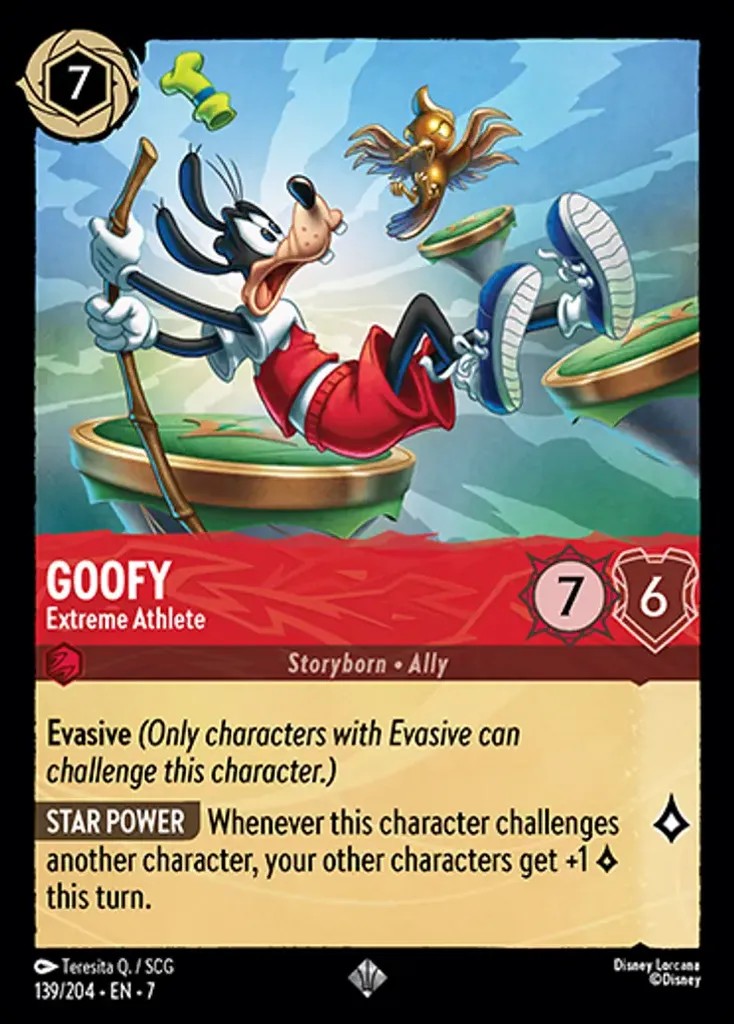 7
GOOFY
Extreme Athlete
7
6
Storyborn • Ally
Evasive (Only characters with Evasive can
challenge this character.)
STAR POWER Whenever this character challenges
another character, your other characters get +1
this turn.
Teresita Q. / SCG
139/204 • EN • 7
Disney Lorcana
©Disney